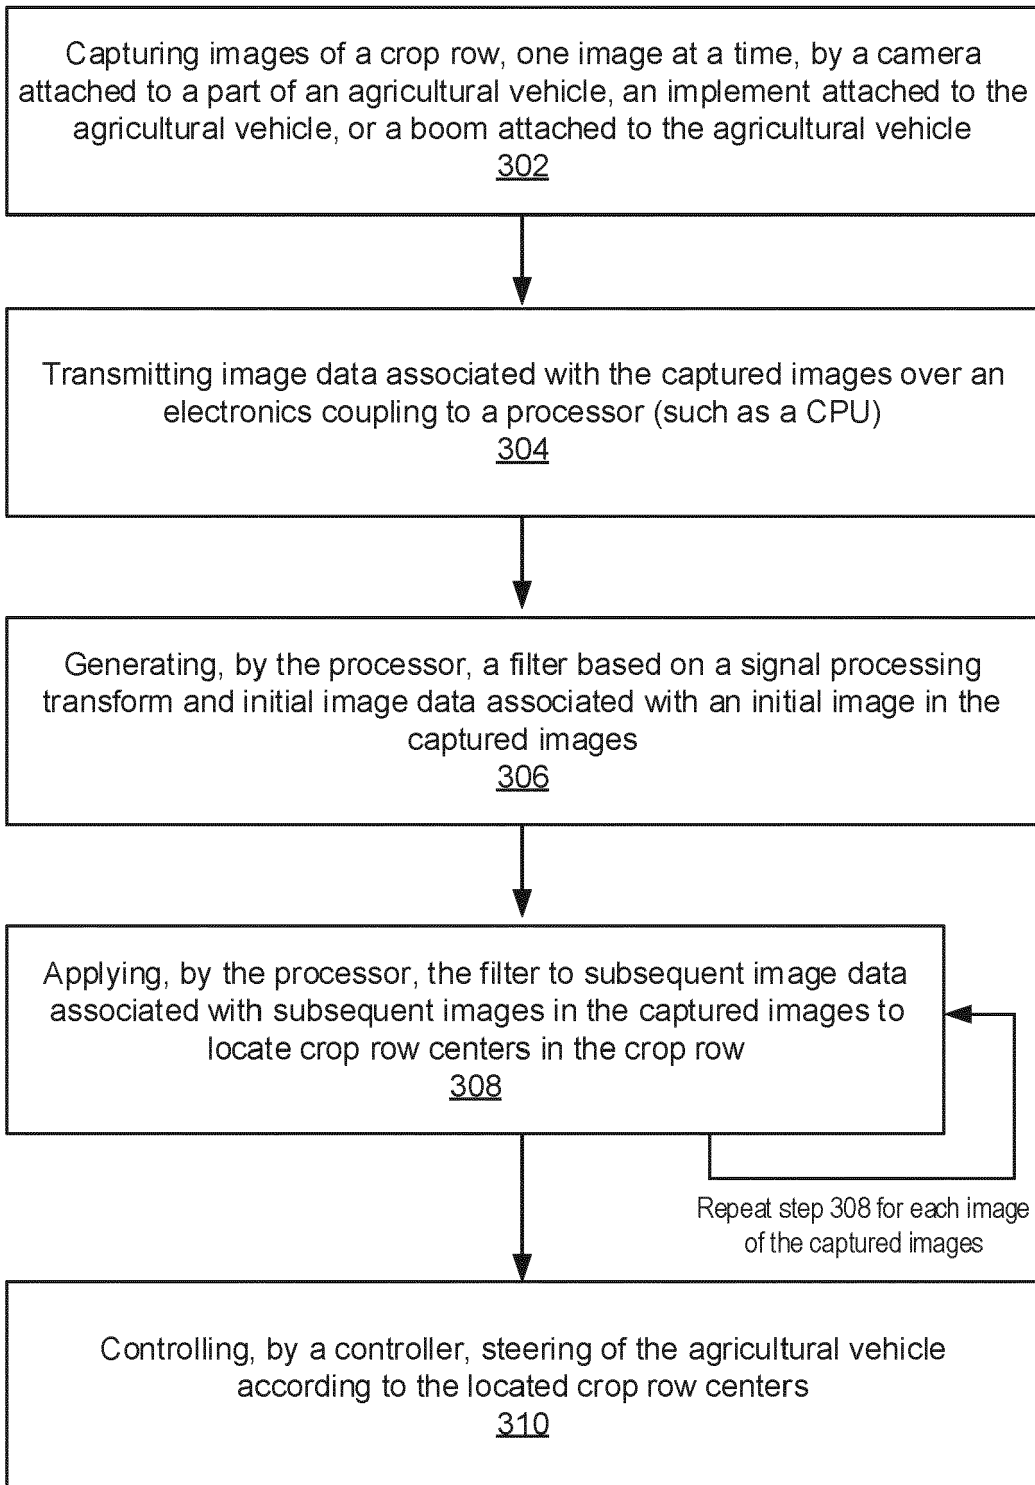 Capturing images of a crop row, one image at a time, by a camera
attached to a part of an agricultural vehicle, an implement attached to the
agricultural vehicle, or a boom attached to the agricultural vehicle
302
Transmitting image data associated with the captured images over an
electronics coupling to a processor (such as a CPU)
304
Generating, by the processor, a filter based on a signal processing
transform and initial image data associated with an initial image in the
captured images
306
Applying, by the processor, the filter to subsequent image data
associated with subsequent images in the captured images to
locate crop row centers in the crop row
308
Repeat step 308 for each image
of the captured images
Controlling, by a controller, steering of the agricultural vehicle
according to the located crop row centers
310